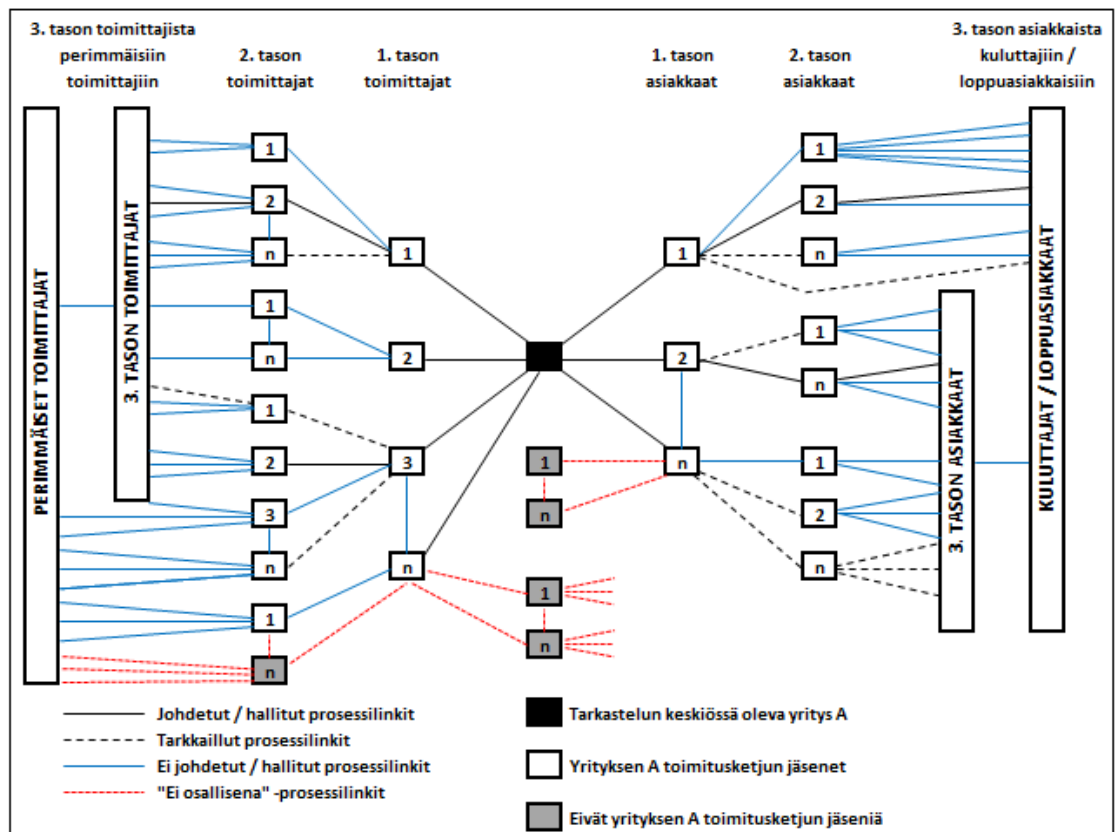 3. tason toimittajista
perimmäisiin
toimittajiin
2. tason
toimittajat
1. tason
toimittajat
1. tason
asiakkaat
2. tason
asiakkaat
3. tason asiakkaista
kuluttajiin /
loppuasiakkaisiin
PERIMMÄISET TOIMITTAJAT
3. TASON TOIMITTAJAT
1
2
n
1
n
1
2
3
n
1
n
1
2
3
n
1
n
1
n
1
2
n
1
2
n
1
n
1
2
n
3. TASON ASIAKKAAT
KULUTTAJAT / LOPPUASIAKKAAT
Johdetut / hallitut prosessilinkit
Tarkkaillut prosessilinkit
Ei johdetut / hallitut prosessilinkit
"Ei osallisena" -prosessilinkit
Tarkastelun keskiössä oleva yritys A
Yrityksen A toimitusketjun jäsenet
Eivät yrityksen A toimitusketjun jäseniä